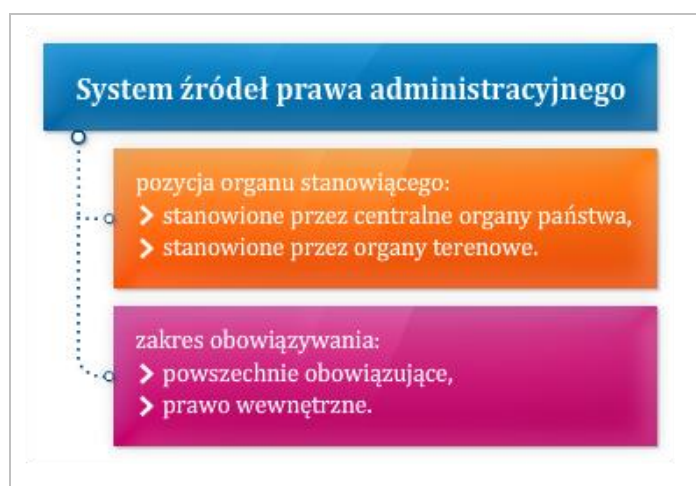 System źródeł prawa administracyjnego
pozycja organu stanowiącego:
stanowione przez centralne organy państwa,
stanowione przez organy terenowe.
zakres obowiązywania:
powszechnie obowiązujące,
prawo wewnętrzne.